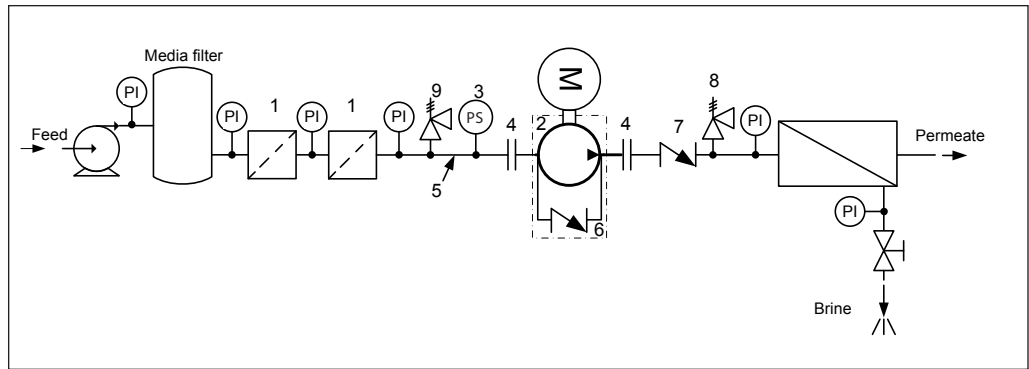 Media filter
PI
Feed
PI
1
PI
1
PI
9
3
PS
4
5
2
M
6
4
7
8
PI
Permeate
PI
Brine